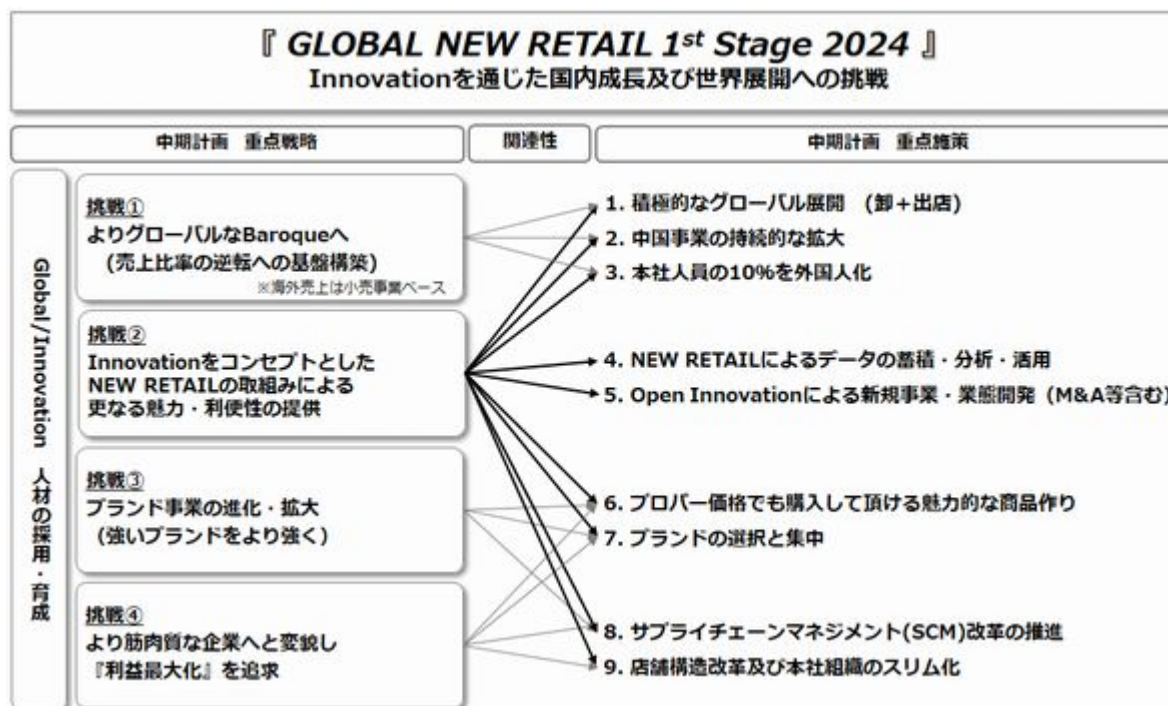 『 GLOBAL NEW RETAIL 1st Stage 2024 』
Innovationを通じた国内成長及び世界展開への挑戦
中期計画 重点戦略
関連性
中期計画 重点施策
Global/Innovation 人材の採用・育成
挑戦①
よりグローバルなBaroqueへ
(売上比率の逆転への基盤構築)
※海外売上は小売事業ベース
挑戦②
Innovationをコンセプトとした
NEW RETAILの取組みによる
更なる魅力・利便性の提供
挑戦③
ブランド事業の進化・拡大
(強いブランドをより強く)
挑戦④
より筋肉質な企業へと変貌し
『利益最大化』を追求
1. 積極的なグローバル展開 (卸＋出店)
2. 中国事業の持続的な拡大
3. 本社人員の10%を外国人化
4. NEW RETAILによるデータの蓄積・分析・活用
5. Open Innovationによる新規事業・業態開発 (M&A等含む)
6. プロパー価格でも購入して頂ける魅力的な商品作り
7. ブランドの選択と集中
8. サプライチェーンマネジメント(SCM)改革の推進
9. 店舗構造改革及び本社組織のスリム化